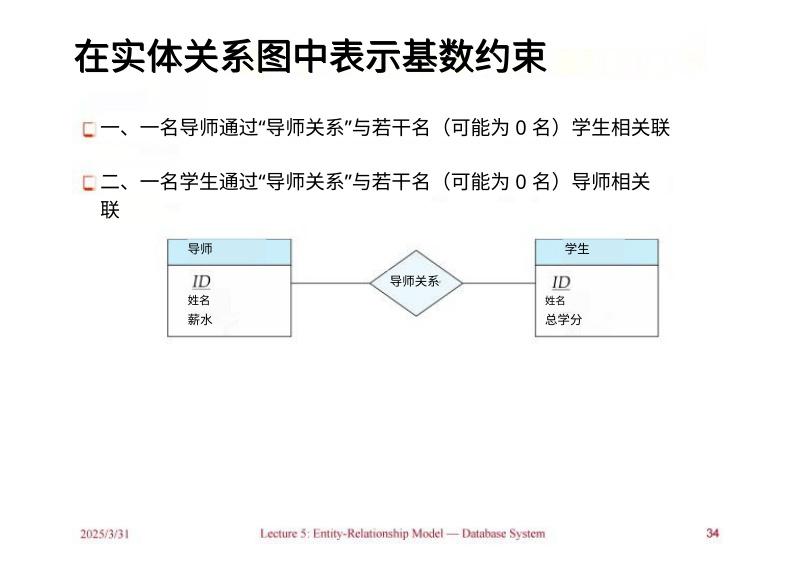 在实体关系图中表示基数约束
一、一名导师通过“导师关系”与若干名（可能为 0 名）学生相关联
二、一名学生通过“导师关系”与若干名（可能为 0 名）导师相关
联
导师
ID
姓名
薪水
导师关系
学生
ID
姓名
总学分
2025/3/31
Lecture 5: Entity-Relationship Model — Database System
34